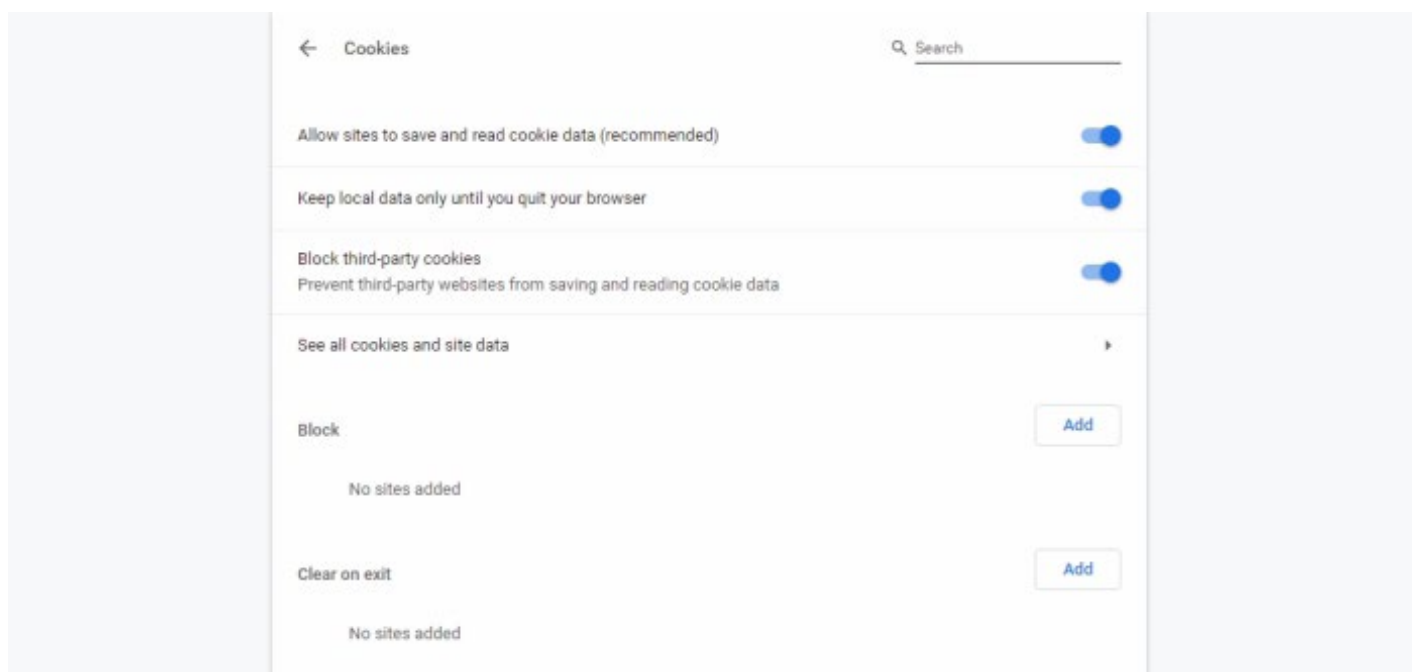 Cookies
Search
Allow sites to save and read cookie data (recommended)
Keep local data only until you quit your browser
Block third-party cookies
Prevent third-party websites from saving and reading cookie data
See all cookies and site data
Block
Add
No sites added
Clear on exit
Add
No sites added